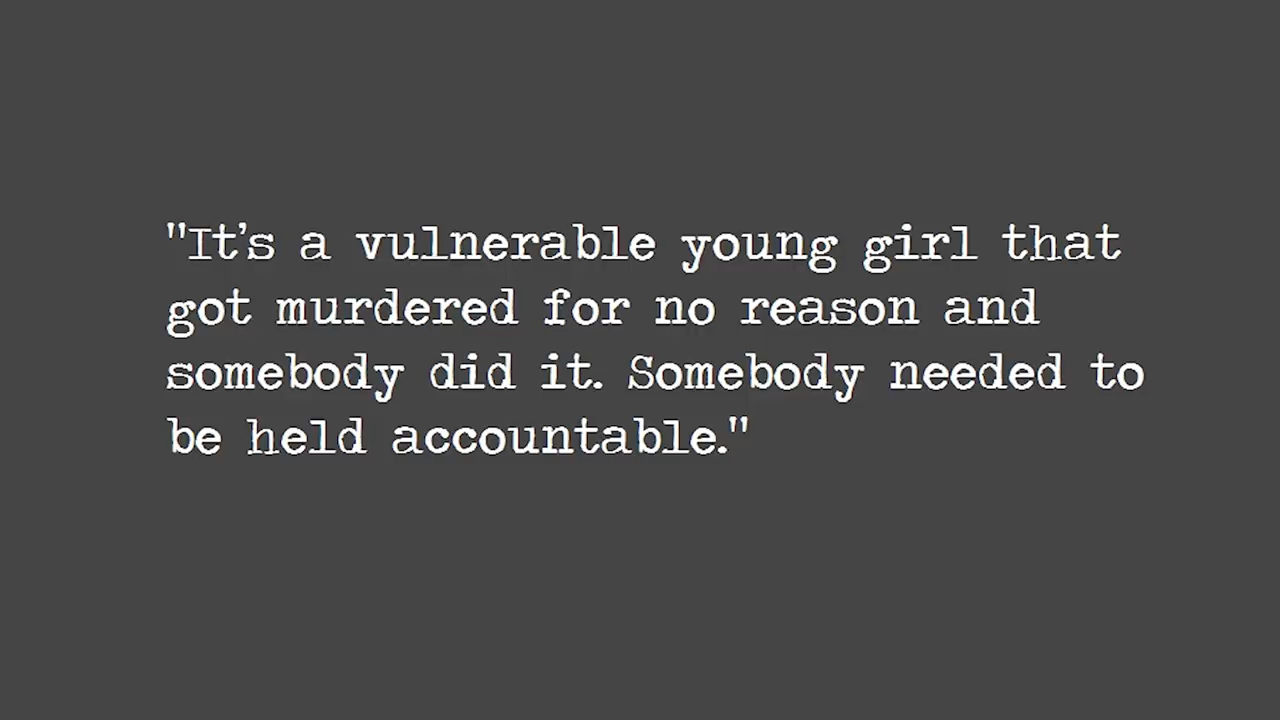 "It's a vulnerable young girl that
got murdered for no reason and
somebody did it. Somebody needed to
be held accountable."